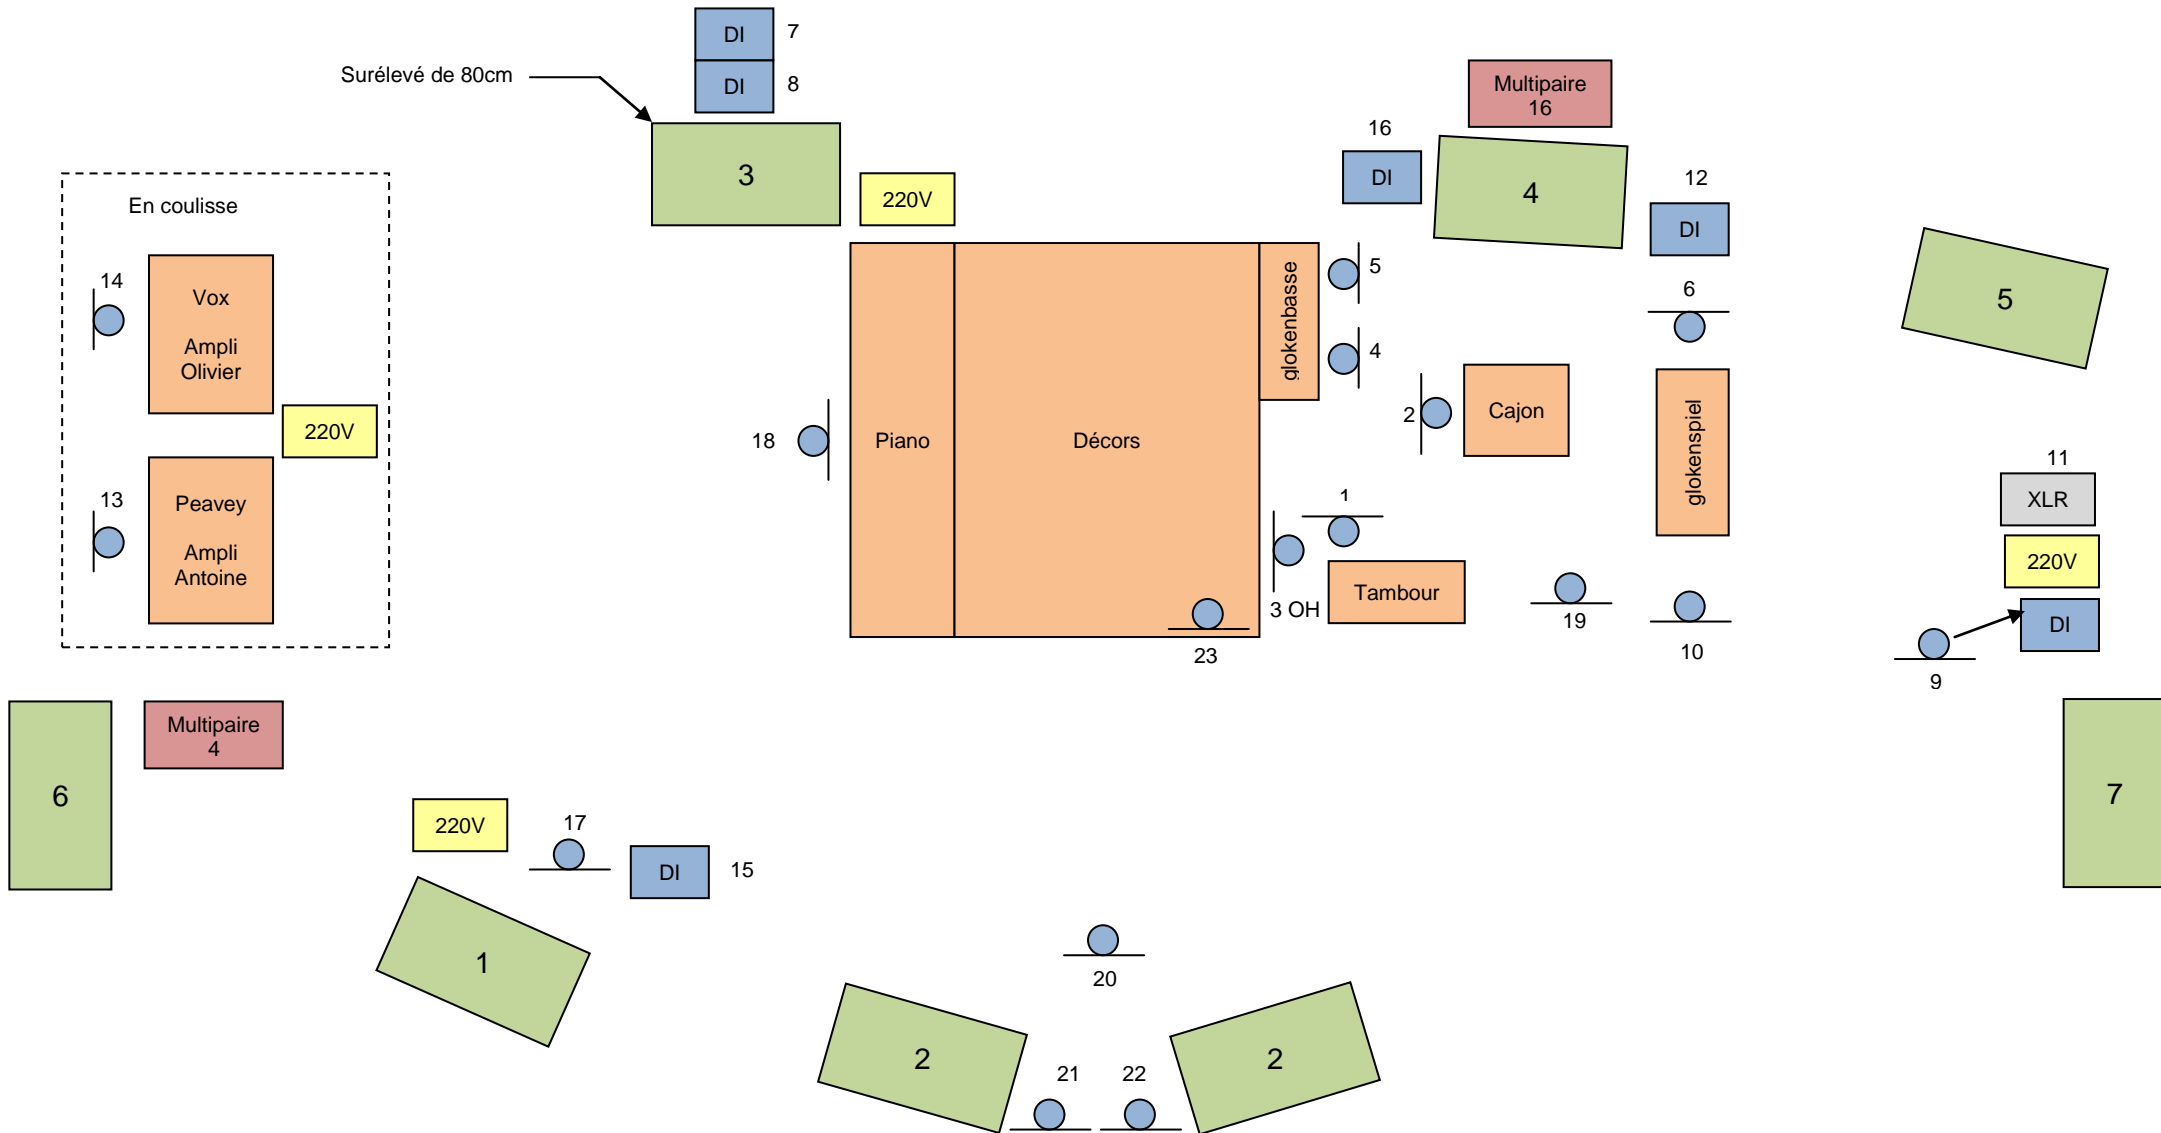 DI 7
DI 8
Surélevé de 80cm
3
220V
Multipaire
16
16
DI
4
12
DI
En coulisse
14
Vox
Ampli
Olivier
220V
13
Peavey
Ampli
Antoine
5
glokenbasse
5
4
6
18
Piano
Décors
2
Cajon
glokenspiel
11
XLR
220V
DI
9
1
3 OH
Tambour
19
10
23
6
Multipaire
4
7
220V
17
DI
15
1
20
2
2
21
22